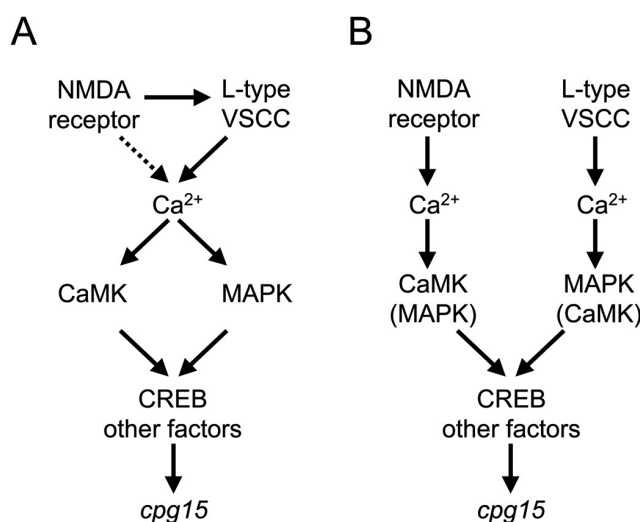 A
NMDA
receptor
L-type
VSCC
Ca2+
CaMK
MAPK
CREB
other factors
cpg15
B
NMDA
receptor
L-type
VSCC
Ca2+
Ca2+
CaMK
(MAPK)
MAPK
(CaMK)
CREB
other factors
cpg15